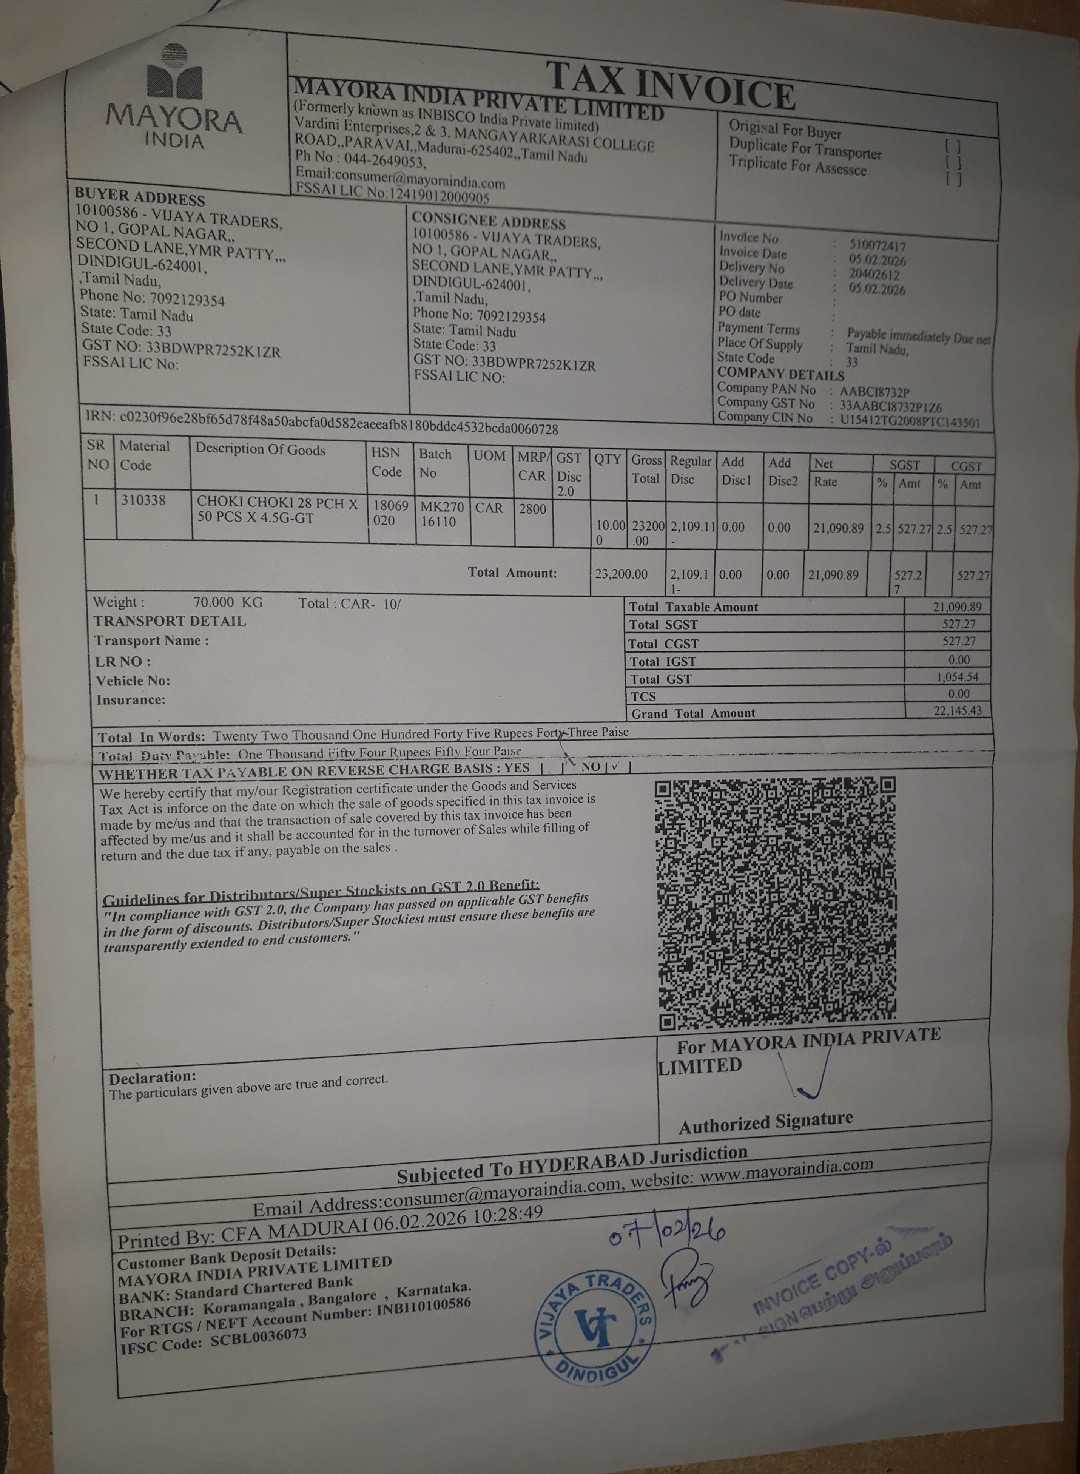 MAYORA
INDIA
TAX INVOICE
MAYORA INDIA PRIVATE LIMITED
(Formerly known as INBISCO India Private limited)
Vardini Enterprises,2 & 3, MANGAYARKARASI COLLEGE
ROAD,,PARAVAI,,Madurai-625402,,Tamil Nadu
Ph No : 044-2649053,
Email:consumer@mayoraindia.com
FSSAI LIC No:12419012000905
Original For Buyer [ ]
Duplicate For Transporter [ ]
Triplicate For Assessee [ ]
BUYER ADDRESS
10100586 - VIJAYA TRADERS,
NO 1, GOPAL NAGAR,,
SECOND LANE,YMR PATTY,,,
DINDIGUL-624001,
,Tamil Nadu,
Phone No: 7092129354
State: Tamil Nadu
State Code: 33
GST NO: 33BDWPR7252K1ZR
FSSAI LIC No:
CONSIGNEE ADDRESS
10100586 - VIJAYA TRADERS,
NO 1, GOPAL NAGAR,,
SECOND LANE,YMR PATTY,,,
DINDIGUL-624001,
,Tamil Nadu,
Phone No: 7092129354
State: Tamil Nadu
State Code: 33
GST NO: 33BDWPR7252K1ZR
FSSAI LIC NO:
Invoice No : 510072417
Invoice Date : 05.02.2026
Delivery No : 20402612
Delivery Date : 05.02.2026
PO Number :
PO date :
Payment Terms : Payable immediately Due net
Place Of Supply : Tamil Nadu,
State Code : 33
COMPANY DETAILS
Company PAN No : AABCI8732P
Company GST No : 33AABCI8732P1Z6
Company CIN No : U15412TG2008PTC143501
IRN: c0230f96e28bf65d78f48a50abcfa0d582eaeeafb8180bddc4532bcda0060728
SR NO Material Code Description Of Goods HSN Code Batch No UOM MRP/ CAR GST Disc 2.0 QTY Gross Total Regular Disc Add Disc1 Add Disc2 Net Rate SGST % Amt CGST % Amt
1 310338 CHOKI CHOKI 28 PCH X 50 PCS X 4.5G-GT 18069020 MK27016110 CAR 2800 10.000 23200.00 2,109.11- 0.00 0.00 21,090.89 2.5 527.27 2.5 527.27
Total Amount: 23,200.00 2,109.11- 0.00 0.00 21,090.89 527.27 527.27
Weight : 70.000 KG Total : CAR- 10/
TRANSPORT DETAIL
Transport Name :
LR NO :
Vehicle No:
Insurance:
Total Taxable Amount 21,090.89
Total SGST 527.27
Total CGST 527.27
Total IGST 0.00
Total GST 1,054.54
TCS 0.00
Grand Total Amount 22,145.43
Total In Words: Twenty Two Thousand One Hundred Forty Five Rupees Forty Three Paise
Total Duty Payable: One Thousand Fifty Four Rupees Fifty Four Paise
WHETHER TAX PAYABLE ON REVERSE CHARGE BASIS : YES [ ] NO [✓]
We hereby certify that my/our Registration certificate under the Goods and Services
Tax Act is inforce on the date on which the sale of goods specified in this tax invoice is
made by me/us and that the transaction of sale covered by this tax invoice has been
affected by me/us and it shall be accounted for in the turnover of Sales while filling of
return and the due tax if any, payable on the sales .
Guidelines for Distributors/Super Stockists on GST 2.0 Benefit:
"In compliance with GST 2.0, the Company has passed on applicable GST benefits
in the form of discounts. Distributors/Super Stockiest must ensure these benefits are
transparently extended to end customers."
For MAYORA INDIA PRIVATE
LIMITED
Authorized Signature
Declaration:
The particulars given above are true and correct.
Subjected To HYDERABAD Jurisdiction
Email Address:consumer@mayoraindia.com, website: www.mayoraindia.com
Printed By: CFA MADURAI 06.02.2026 10:28:49
Customer Bank Deposit Details:
MAYORA INDIA PRIVATE LIMITED
BANK: Standard Chartered Bank
BRANCH: Koramangala , Bangalore , Karnataka.
For RTGS / NEFT Account Number: INB110100586
IFSC Code: SCBL0036073
07/02/26
VIJAYA TRADERS
VT
DINDIGUL
INVOICE COPY-ல்
SIGN பெற்று அனுப்பவும்